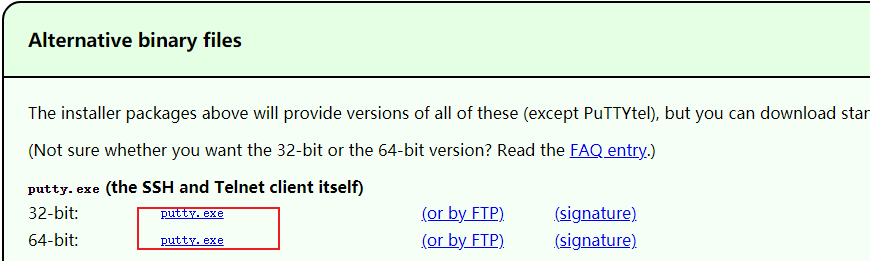 Alternative binary files
The installer packages above will provide versions of all of these (except PuTTYtel), but you can download
(Not sure whether you want the 32-bit or the 64-bit version? Read the FAQ entry.)
putty.exe (the SSH and Telnet client itself)
32-bit: putty.exe (or by FTP) (signature)
64-bit: putty.exe (or by FTP) (signature)